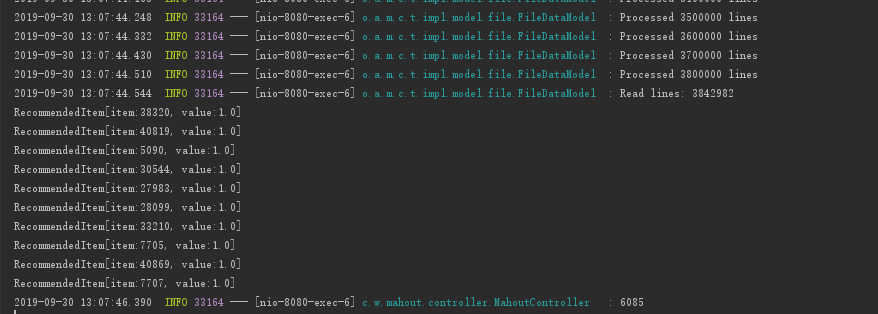 2019-09-30 13:07:44.248  INFO 33164 --- [nio-8080-exec-6] o.a.m.c.t.impl.model.file.FileDataModel  : Processed 3500000 lines
2019-09-30 13:07:44.332  INFO 33164 --- [nio-8080-exec-6] o.a.m.c.t.impl.model.file.FileDataModel  : Processed 3600000 lines
2019-09-30 13:07:44.430  INFO 33164 --- [nio-8080-exec-6] o.a.m.c.t.impl.model.file.FileDataModel  : Processed 3700000 lines
2019-09-30 13:07:44.510  INFO 33164 --- [nio-8080-exec-6] o.a.m.c.t.impl.model.file.FileDataModel  : Processed 3800000 lines
2019-09-30 13:07:44.544  INFO 33164 --- [nio-8080-exec-6] o.a.m.c.t.impl.model.file.FileDataModel  : Read lines: 3842982
RecommendedItem[item:38320, value:1.0]
RecommendedItem[item:40819, value:1.0]
RecommendedItem[item:5090, value:1.0]
RecommendedItem[item:30544, value:1.0]
RecommendedItem[item:27983, value:1.0]
RecommendedItem[item:28099, value:1.0]
RecommendedItem[item:33210, value:1.0]
RecommendedItem[item:7705, value:1.0]
RecommendedItem[item:40869, value:1.0]
RecommendedItem[item:7707, value:1.0]
2019-09-30 13:07:46.390  INFO 33164 --- [nio-8080-exec-6] c.w.mahout.controller.MahoutController   : 6085